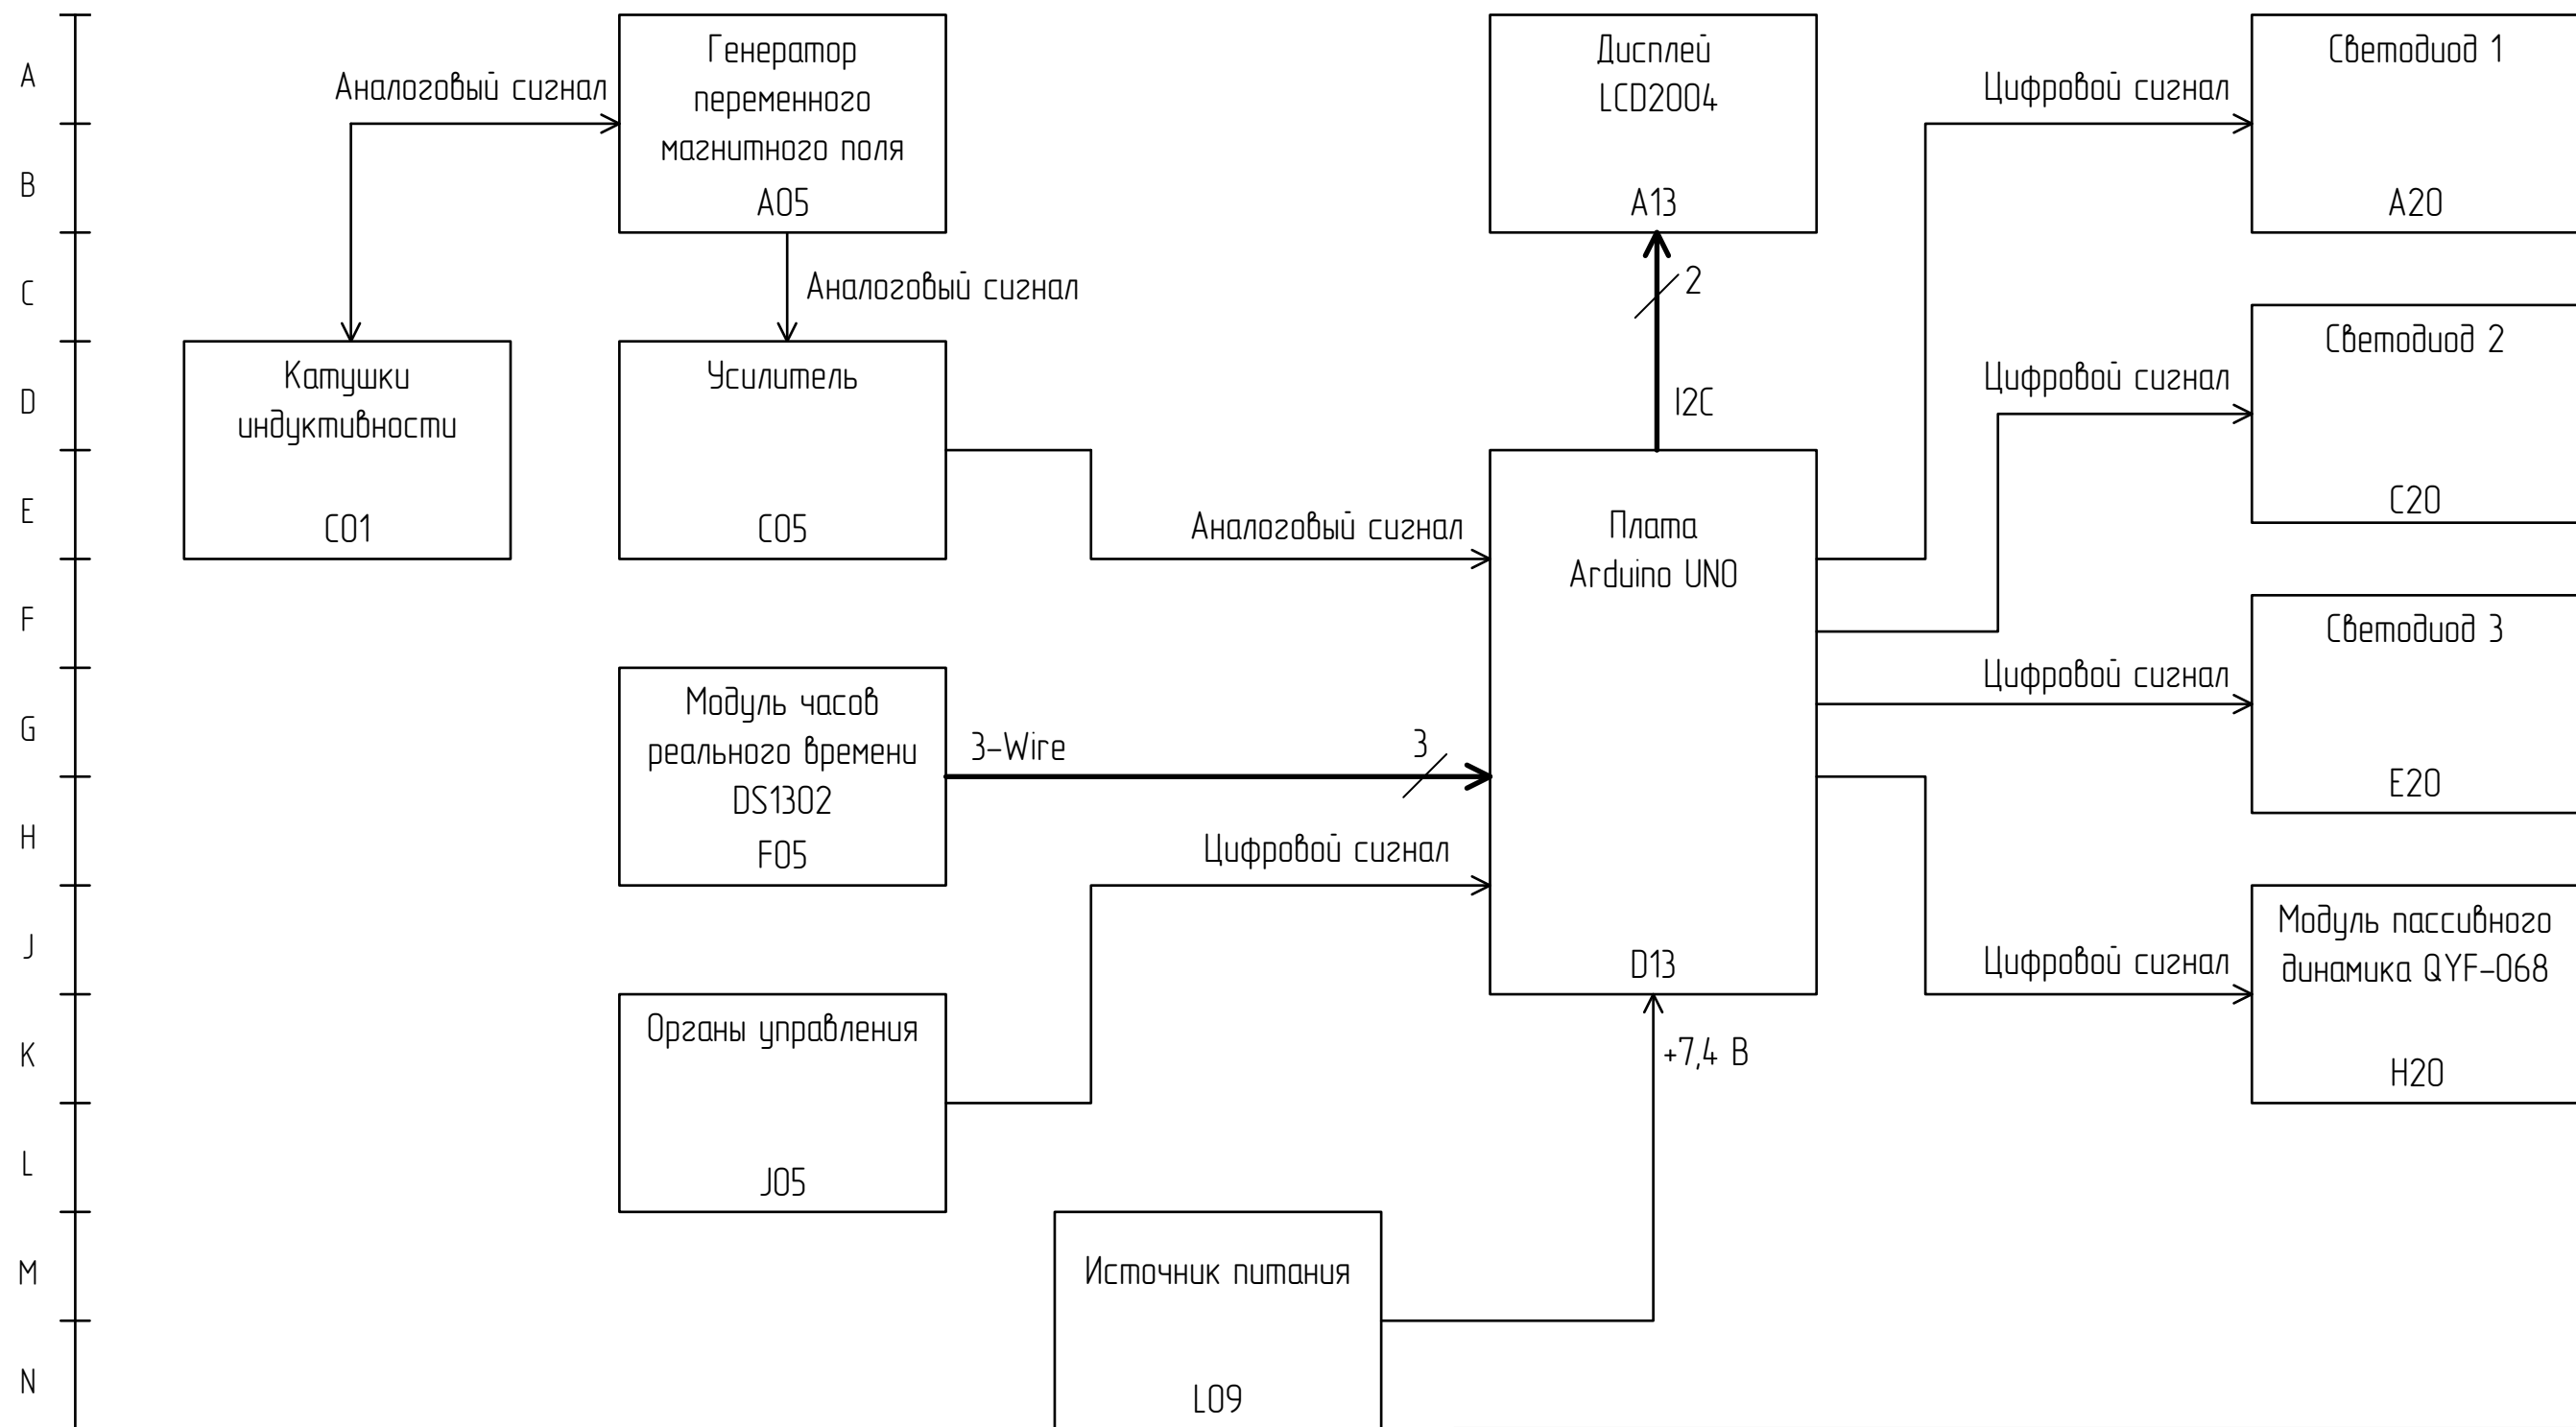 A
B
C
D
E
F
G
H
J
K
L
M
N
Аналоговый сигнал
Генератор
переменного
магнитного поля
A05
Аналоговый сигнал
Катушки
индуктивности
C01
Усилитель
C05
Аналоговый сигнал
Модуль часов
реального времени
DS1302
F05
3-Wire
3
Цифровой сигнал
Органы управления
J05
Источник питания
L09
+7,4 В
Дисплей
LCD2004
A13
2
I2C
Плата
Arduino UNO
D13
Цифровой сигнал
Светодиод 1
A20
Цифровой сигнал
Светодиод 2
C20
Цифровой сигнал
Светодиод 3
E20
Цифровой сигнал
Модуль пассивного
динамика QYF-068
H20